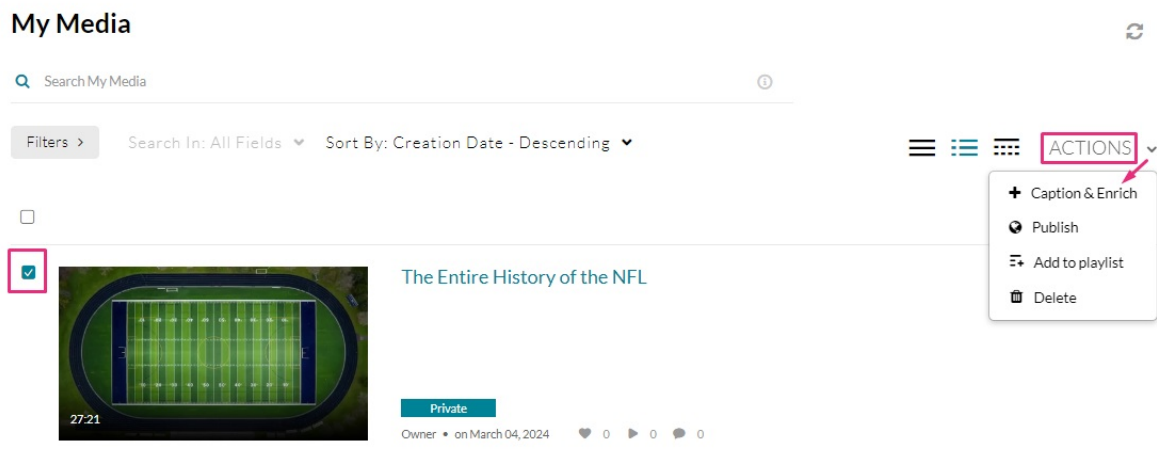 My Media
Search My Media
Filters >
Search In: All Fields
Sort By: Creation Date - Descending
ACTIONS
Caption & Enrich
Publish
Add to playlist
Delete
The Entire History of the NFL
27:21
Private
Owner • on March 04, 2024 0 0 0